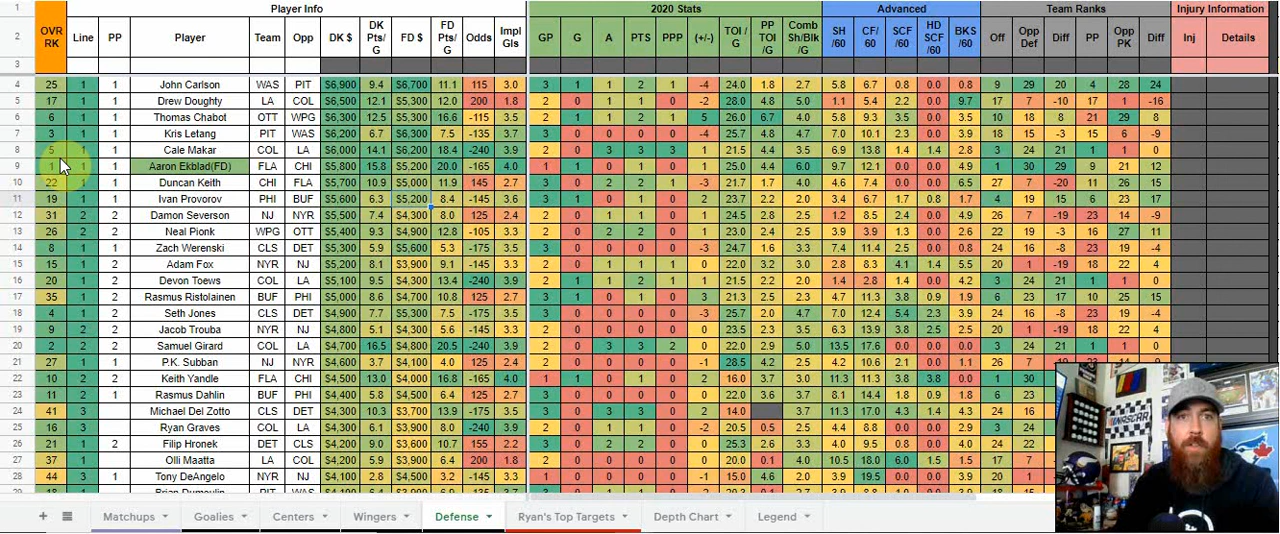 1 Player Info 2020 Stats Advanced Team Ranks Injury Information
2 OVR RK Line PP Player Team Opp DK $ DK Pts/ G FD $ FD Pts/ G Odds Impl Gls GP G A PTS PPP (+/-) TOI / G PP TOI /G Comb Sh/Blk /G SH /60 CF/ 60 SCF/ 60 HD SCF /60 BKS/ 60 Off Opp Def Diff PP Opp PK Diff Inj Details
3
4 25 1 1 John Carlson WAS PIT $6,900 9.4 $6,700 11.1 115 3.0 3 1 1 2 1 -4 24.0 1.8 2.7 5.8 6.7 0.8 0.0 0.8 9 29 20 4 28 24
5 17 1 1 Drew Doughty LA COL $6,500 12.1 $5,300 12.0 200 1.8 2 0 1 1 0 -2 28.0 4.8 5.0 1.1 5.4 2.2 0.0 9.7 17 7 -10 17 1 -16
6 6 1 1 Thomas Chabot OTT WPG $6,300 12.5 $5,300 16.6 -115 3.5 2 0 1 2 1 5 26.0 6.7 4.0 5.8 9.3 3.5 0.0 3.5 10 18 8 21 29 8
7 3 1 1 Kris Letang PIT WAS $6,200 6.7 $6,300 7.5 -135 3.7 3 0 0 0 0 -4 25.7 4.8 4.7 7.0 10.1 2.3 0.0 3.9 18 15 -3 15 6 -9
8 5 1 1 Cale Makar COL LA $6,000 14.1 $6,200 18.4 -240 3.9 2 0 3 3 3 0 21.4 6.0 4.0 6.3 13.9 3.8 1.4 2.8 3 24 21 1 1 0
9 1 1 1 Aaron Ekblad(FD) FLA CHI $5,800 15.8 $5,200 20.0 -165 4.0 1 1 0 1 0 1 25.0 4.4 6.0 9.7 12.1 2.4 0.0 4.9 1 30 29 9 21 12
10 22 1 1 Duncan Keith CHI FLA $5,700 10.9 $5,000 11.9 145 2.7 3 0 2 2 1 -3 21.7 1.7 4.0 4.8 8.3 0.0 0.0 6.5 27 7 -20 11 26 15
11 19 1 1 Ivan Provorov PHI BUF $5,600 6.3 $5,200 8.4 -145 3.6 3 1 0 2 0 1 24.2 2.2 2.7 3.4 6.7 1.3 0.8 1.7 4 19 15 6 23 17
12 31 2 2 Damon Severson NJ NYR $5,500 7.4 $4,300 8.0 125 2.4 2 0 1 1 0 0 24.5 2.8 2.5 1.2 8.5 2.4 0.0 4.9 26 7 -19 23 14 -9
13 26 2 2 Neal Pionk WPG OTT $5,400 9.3 $4,900 12.8 -105 3.3 2 0 2 2 0 0 23.4 2.3 3.0 3.8 8.9 2.6 0.0 3.8 22 19 -3 16 27 11
14 8 1 1 Zach Werenski CLS DET $5,300 5.9 $5,600 5.3 -175 3.5 3 0 0 0 0 -3 24.7 1.6 3.3 7.4 11.4 2.5 0.0 0.8 24 16 -8 23 19 -4
15 15 1 2 Adam Fox NYR NJ $5,200 8.1 $3,900 9.1 -145 3.3 2 0 1 1 1 0 22.0 3.2 3.0 2.8 8.3 4.1 1.4 5.5 20 1 -19 18 22 4
16 20 1 2 Devon Toews COL LA $5,100 9.5 $4,500 13.4 -240 3.9 2 0 2 2 0 0 21.1 2.9 1.5 1.4 2.8 1.4 0.0 2.8 3 24 21 1 1 0
17 35 1 2 Rasmus Ristolainen BUF PHI $5,000 8.6 $4,400 10.8 125 2.7 3 1 0 1 0 2 21.3 2.5 2.3 4.7 11.3 3.8 0.9 1.9 6 23 17 10 25 15
18 4 1 1 Seth Jones CLS DET $4,900 7.3 $5,300 7.8 -175 3.5 3 0 0 0 0 -3 25.7 2.0 4.7 7.8 12.4 5.4 2.3 3.1 24 16 -8 23 19 -4
19 9 2 1 Jacob Trouba NYR NJ $4,800 5.1 $4,300 5.6 -145 3.3 2 0 0 0 0 0 23.5 2.3 3.5 6.3 13.9 3.8 2.5 2.5 20 1 -19 18 22 4
20 2 2 2 Samuel Girard COL LA $4,700 16.5 $4,800 20.5 -240 3.9 2 0 3 3 2 0 22.2 2.9 5.0 13.5 17.6 3 24 21 1 1 0
21 27 1 1 P.K. Subban NJ NYR $4,600 3.7 $4,100 4.0 125 2.4 2 0 0 0 0 -1 28.5 4.2 2.5 4.2 10.6 2.1 0.0 1.1 26 7
22 10 2 2 Keith Yandle FLA CHI $4,500 13.0 $4,000 16.8 -165 4.0 1 1 0 1 0 2 16.0 3.7 3.0 11.3 11.3 3.8 3.8 0.0 1 30
23 11 2 1 Rasmus Dahlin BUF PHI $4,400 5.8 $4,500 6.4 125 2.7 3 0 0 0 0 2 22.0 3.6 3.7 8.1 14.4 1.8 0.9 1.8 6 23
24 41 3 Michael Del Zotto CLS DET $4,300 10.3 $3,700 13.9 -175 3.5 3 0 3 3 0 2 14.0 3.7 11.3 17.0 4.3 1.4 4.3 24 16
25 16 3 Ryan Graves COL LA $4,300 6.1 $3,900 8.0 -240 3.9 2 0 1 1 0 -2 20.5 0.4 2.5 4.4 8.8 0.0 0.0 2.9 3 24
26 21 1 2 Filip Hronek DET CLS $4,200 9.0 $3,600 10.7 155 2.2 3 0 2 2 0 1 25.3 2.6 3.3 4.0 9.5 0.8 0.0 4.0 24 22
27 37 1 Olli Maatta LA COL $4,200 5.9 $3,900 6.4 200 1.8 2 0 0 0 0 0 20.0 0.1 4.0 10.5 18.0 6.0 1.5 1.5 17 7
28 44 3 1 Tony DeAngelo NYR NJ $4,100 2.8 $4,500 3.2 -145 3.3 1 0 0 0 0 -1 15.0 4.6 2.0 3.9 19.5 0.0 0.0 3.9 20 1
Brian Dumoulin PIT WAS
+ Matchups Goalies Centers Wingers Defense Ryan's Top Targets Depth Chart Legend
NASCAR